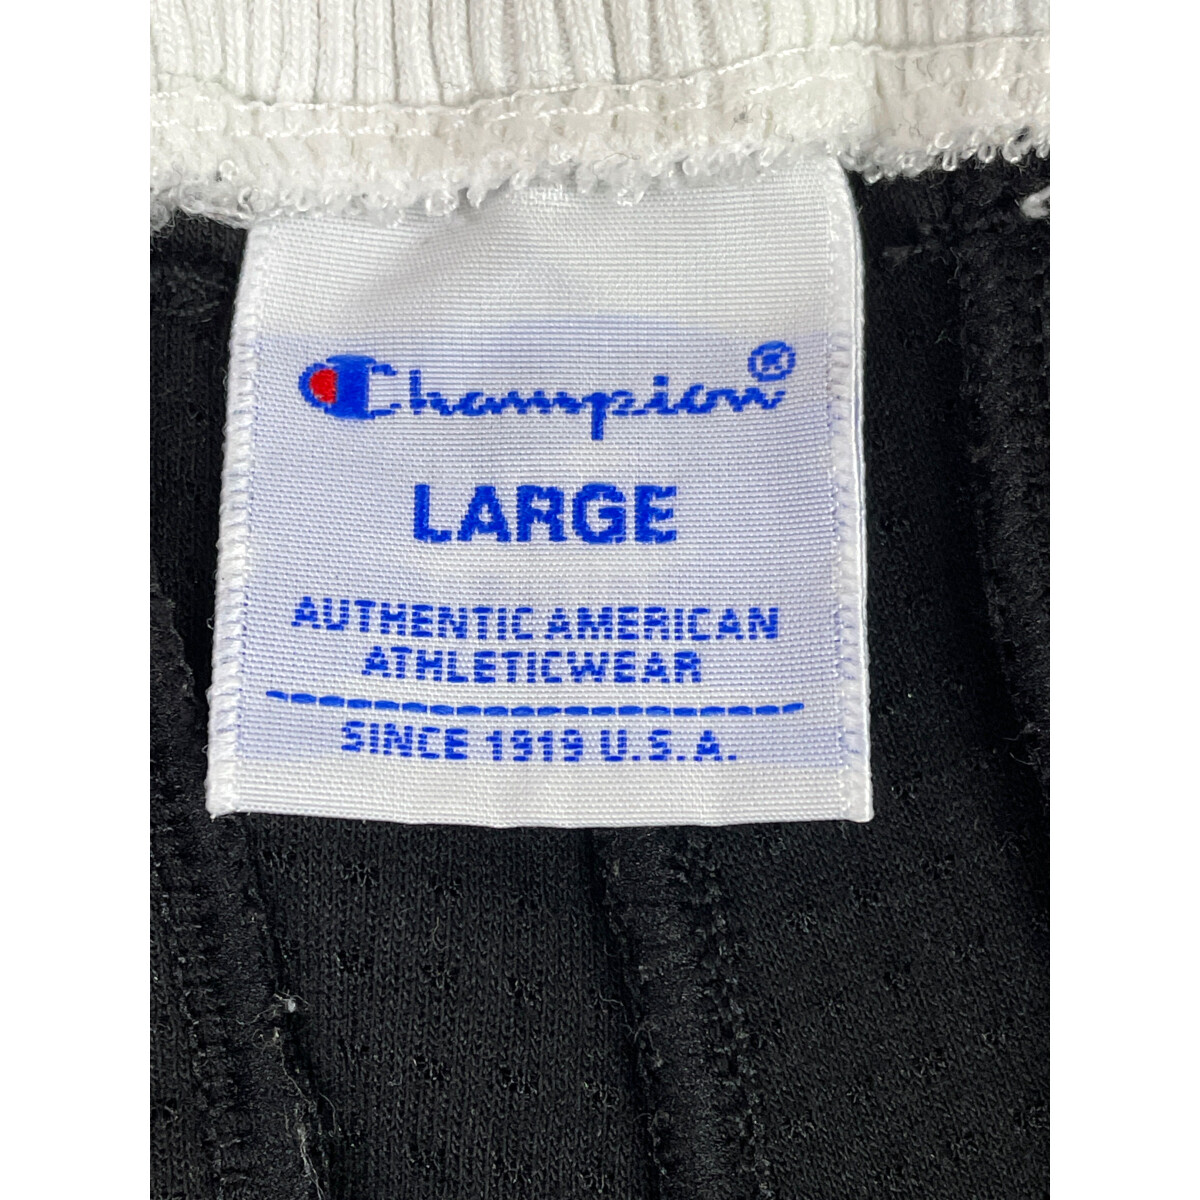 Champion®
LARGE
AUTHENTIC AMERICAN
ATHLETICWEAR
SINCE 1919 U.S.A.